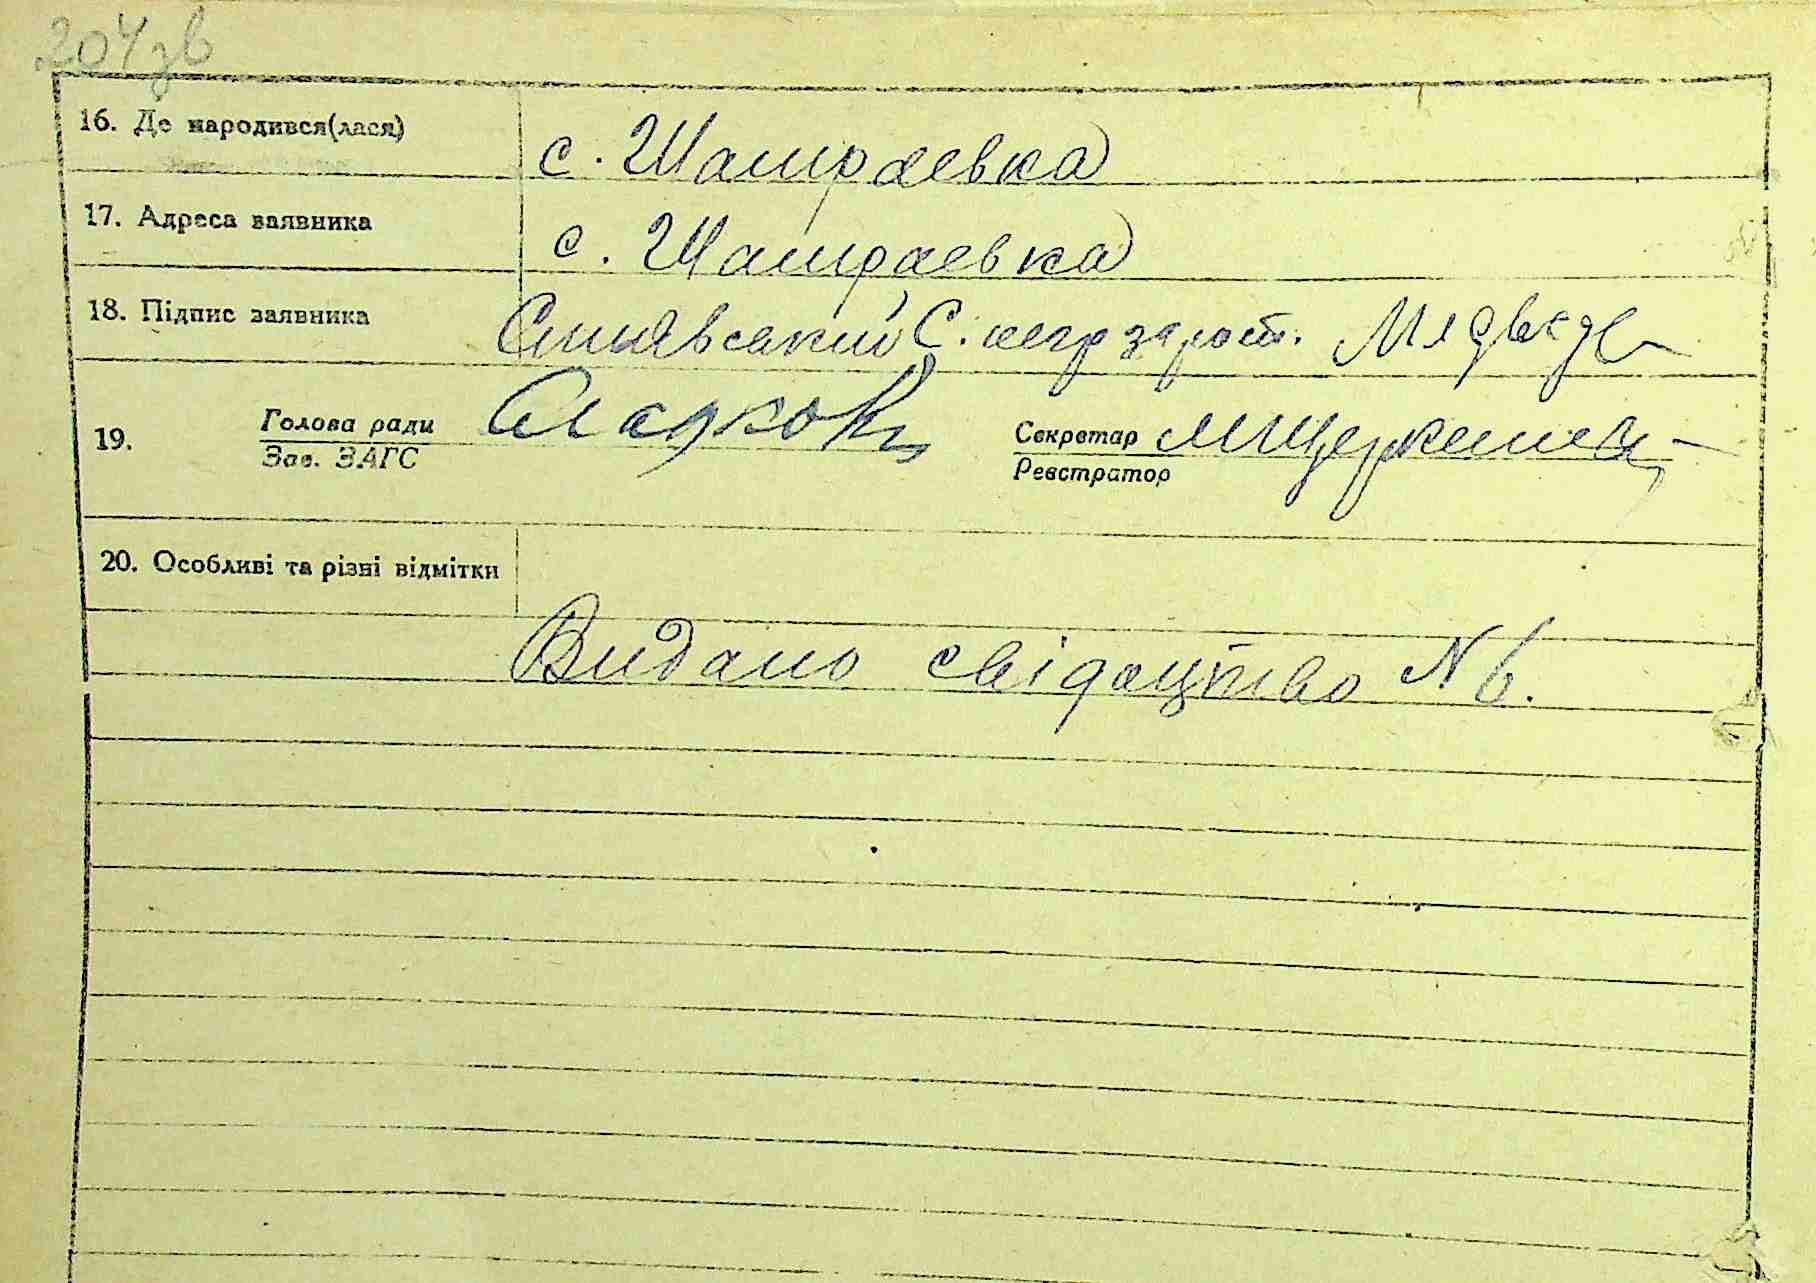 204зв
16. Де народився(лася) с. Шамраевка
17. Адреса заявника с. Шамраевка
18. Підпис заявника Синявський С.
19. Голова ради Секретар
Зав. ЗАГС Реєстратор
20. Особливі та різні відмітки
Видано свідоцтво N 6.